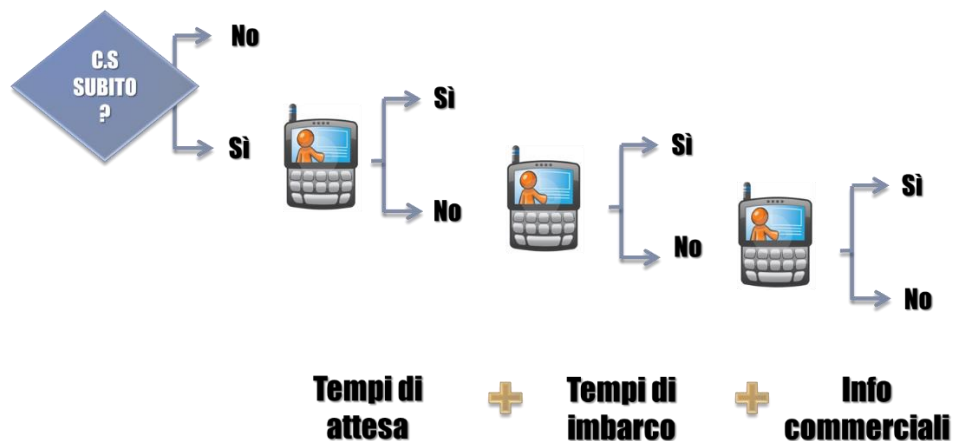 C.S
SUBITO
?
No
Sì
Sì
No
Sì
No
Sì
No
Tempi di
attesa
Tempi di
imbarco
Info
commerciali